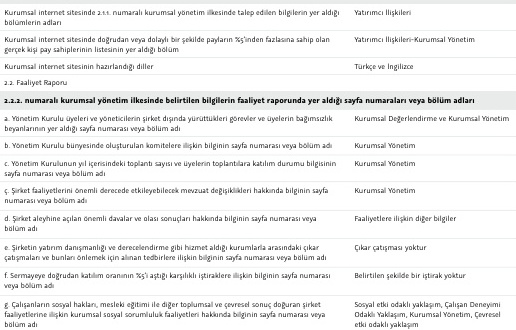 Kurumsal internet sitesinde 2.1.1. numaralı kurumsal yönetim ilkesinde talep edilen bilgilerin yer aldığı Yatırımcı İlişkileri
bölümlerin adları
Kurumsal internet sitesinde doğrudan veya dolaylı bir şekilde payların %5'inden fazlasına sahip olan Yatırımcı İlişkileri-Kurumsal Yönetim
gerçek kişi pay sahiplerinin listesinin yer aldığı bölüm
Kurumsal internet sitesinin hazırlandığı diller Türkçe ve İngilizce
2.2. Faaliyet Raporu
2.2.2. numaralı kurumsal yönetim ilkesinde belirtilen bilgilerin faaliyet raporunda yer aldığı sayfa numaraları veya bölüm adları
a. Yönetim Kurulu üyeleri ve yöneticilerin şirket dışında yürüttükleri görevler ve üyelerin bağımsızlık Kurumsal Değerlendirme ve Kurumsal Yönetim
beyanlarının yer aldığı sayfa numarası veya bölüm adı
b. Yönetim Kurulu bünyesinde oluşturulan komitelere ilişkin bilginin sayfa numarası veya bölüm adı Kurumsal Yönetim
c. Yönetim Kurulunun yıl içerisindeki toplantı sayısı ve üyelerin toplantılara katılım durumu bilgisinin Kurumsal Yönetim
sayfa numarası veya bölüm adı
ç. Şirket faaliyetlerini önemli derecede etkileyebilecek mevzuat değişiklikleri hakkında bilginin sayfa Kurumsal Yönetim
numarası veya bölüm adı
d. Şirket aleyhine açılan önemli davalar ve olası sonuçları hakkında bilginin sayfa numarası veya Faaliyetlere ilişkin diğer bilgiler
bölüm adı
e. Şirketin yatırım danışmanlığı ve derecelendirme gibi hizmet aldığı kurumlarla arasındaki çıkar Çıkar çatışması yoktur
çatışmaları ve bunları önlemek için alınan tedbirlere ilişkin bilginin sayfa numarası veya bölüm adı
f. Sermayeye doğrudan katılım oranının %5'i aştığı karşılıklı iştiraklere ilişkin bilginin sayfa numarası Belirtilen şekilde bir iştirak yoktur
veya bölüm adı
g. Çalışanların sosyal hakları, mesleki eğitimi ile diğer toplumsal ve çevresel sonuç doğuran şirket Sosyal etki odaklı yaklaşım, Çalışan Deneyimi
faaliyetlerine ilişkin kurumsal sosyal sorumluluk faaliyetleri hakkında bilginin sayfa numarası veya Odaklı Yaklaşım, Kurumsal Yönetim, Çevresel
bölüm adı etki odaklı yaklaşım